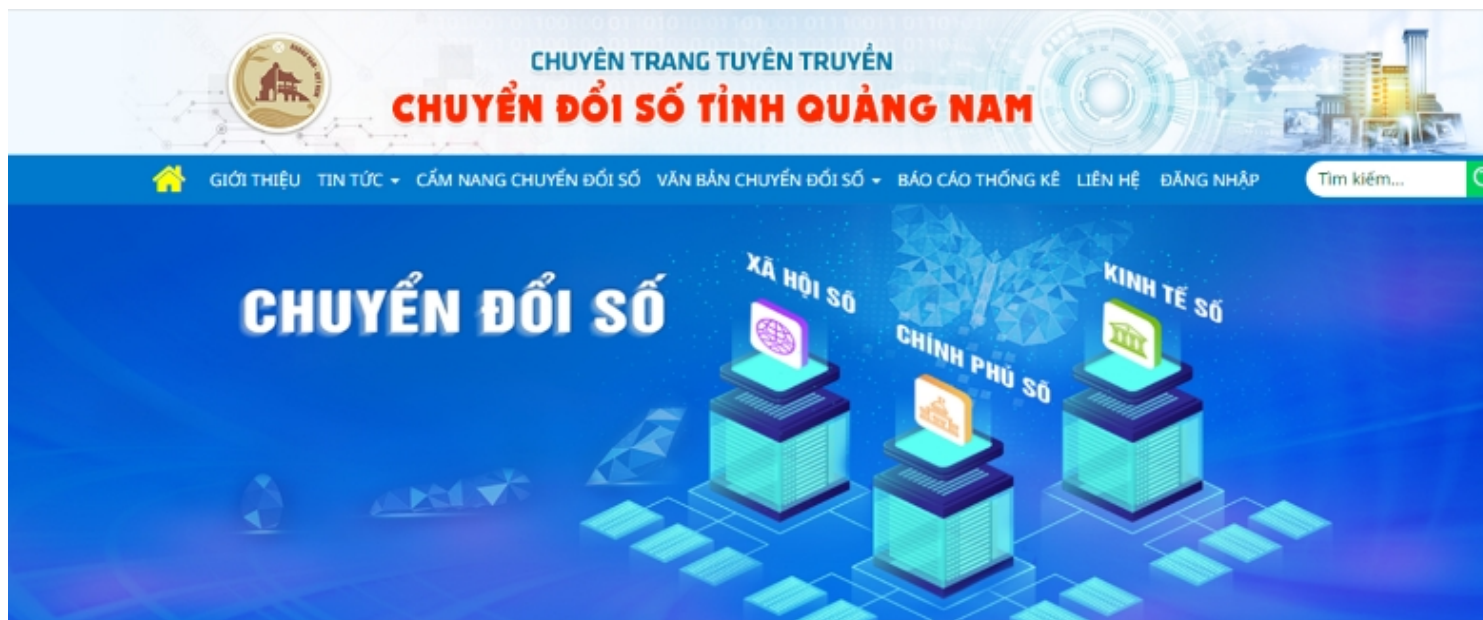 CHUYÊN TRANG TUYÊN TRUYỀN
CHUYỂN ĐỔI SỐ TỈNH QUẢNG NAM
GIỚI THIỆU TIN TỨC CẨM NANG CHUYỂN ĐỔI SỐ VĂN BẢN CHUYỂN ĐỔI SỐ BÁO CÁO THỐNG KÊ LIÊN HỆ ĐĂNG NHẬP Tìm kiếm...
CHUYỂN ĐỔI SỐ
XÃ HỘI SỐ
CHÍNH PHỦ SỐ
KINH TẾ SỐ